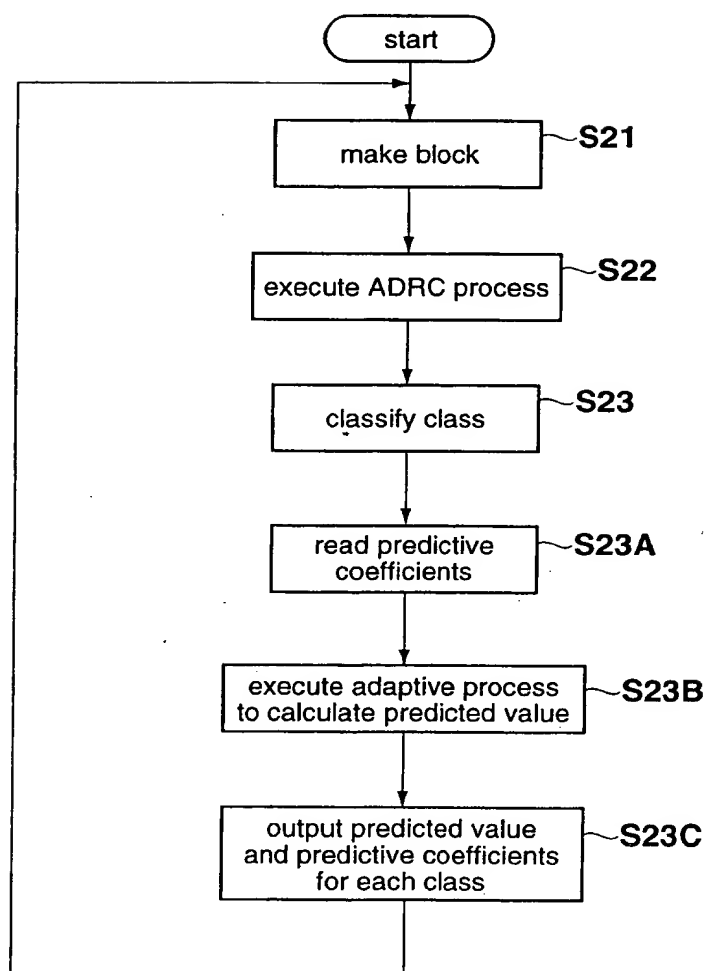 start
make block
S21
execute ADRC process
S22
classify class
S23
read predictive
coefficients
S23A
execute adaptive process
to calculate predicted value
S23B
output predicted value
and predictive coefficients
for each class
S23C